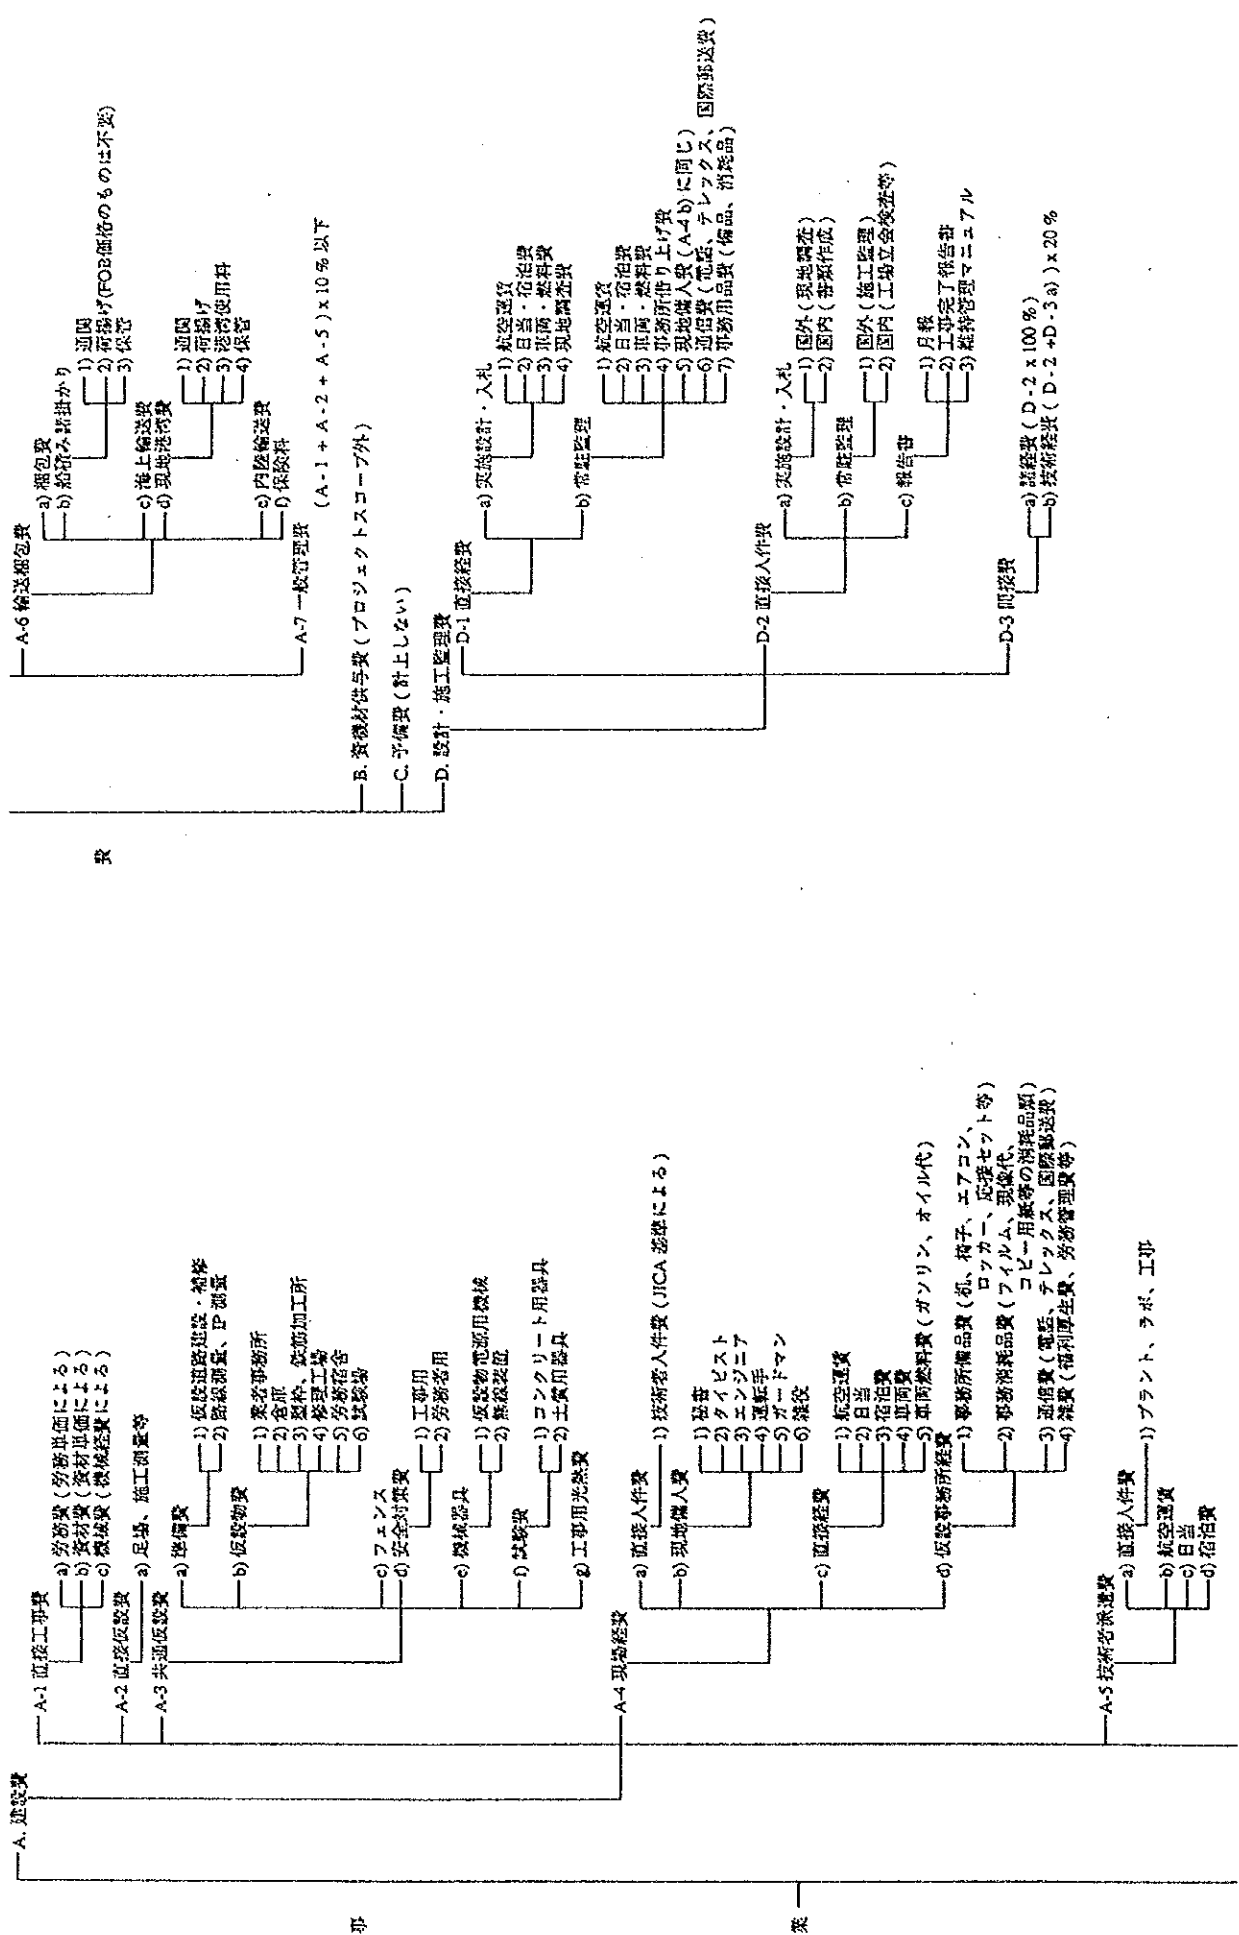 事
業
費
A. 建設費
A-1 直接工事費
a) 労務費 ( 労務単価による )
b) 資材費 ( 資材単価による )
c) 機械費 ( 機械経費による )
A-2 直接仮設費
a) 足場、施工測量等
A-3 共通仮設費
a) 準備費
1) 仮設道路建設・補修
2) 路線測量、IP 測量
b) 仮設物費
1) 業者事務所
2) 倉庫
3) 型枠、鉄筋加工所
4) 修理工場
5) 労務宿舎
6) 試験場
c) フェンス
d) 安全対策費
1) 工事用
2) 労務者用
e) 機械器具
1) 仮設物電源用機械
2) 無線装置
f) 試験費
1) コンクリート用器具
2) 土質用器具
g) 工事用光熱費
A-4 現場経費
a) 直接人件費
1) 技術者人件費 ( JICA 基準による )
b) 現地傭人費
1) 秘書
2) タイピスト
3) エンジニア
4) 運転手
5) ガードマン
6) 雑役
c) 直接経費
1) 航空運賃
2) 日当
3) 宿泊費
4) 車両費
5) 車両燃料費 ( ガソリン、オイル代 )
d) 仮設事務所経費
1) 事務所備品費 ( 机、椅子、エアコン、
ロッカー、応接セット等 )
2) 事務消耗品費 ( フィルム、現像代、
コピー用紙等の消耗品類 )
3) 通信費 ( 電話、テレックス、国際郵送費 )
4) 雑費 ( 福利厚生費、労務管理費等 )
A-5 技術者派遣費
a) 直接人件費
1) プラント、ラボ、工事
b) 航空運賃
c) 日当
d) 宿泊費
A-6 輸送梱包費
a) 梱包費
b) 船積み諸掛かり
1) 通関
2) 荷揚げ(FOB価格のものは不要)
3) 保管
c) 海上輸送費
d) 現地港湾費
1) 通関
2) 荷揚げ
3) 港湾使用料
4) 保管
e) 内陸輸送費
f) 保険料
A-7 一般管理費
( A - 1 + A - 2 + A - 5 ) x 10 % 以下
B. 資機材供与費 ( プロジェクトスコープ外 )
C. 予備費 ( 計上しない )
D. 設計・施工監理費
D-1 直接経費
a) 実施設計・入札
1) 航空運賃
2) 日当・宿泊費
3) 車両・燃料費
4) 現地調査費
b) 常駐監理
1) 航空運賃
2) 日当・宿泊費
3) 車両・燃料費
4) 事務所借り上げ費
5) 現地傭人費 ( A-4 b) に同じ )
6) 通信費 ( 電話、テレックス、国際郵送費 )
7) 事務用品費 ( 備品、消耗品 )
D-2 直接人件費
a) 実施設計・入札
1) 国外 ( 現地調査 )
2) 国内 ( 書類作成 )
b) 常駐監理
1) 国外 ( 施工監理 )
2) 国内 ( 工場立会検査等 )
c) 報告書
1) 月報
2) 工事完了報告書
3) 維持管理マニュアル
D-3 間接費
a) 諸経費 ( D - 2 x 100 % )
b) 技術経費 ( D - 2 + D - 3 a) ) x 20 %